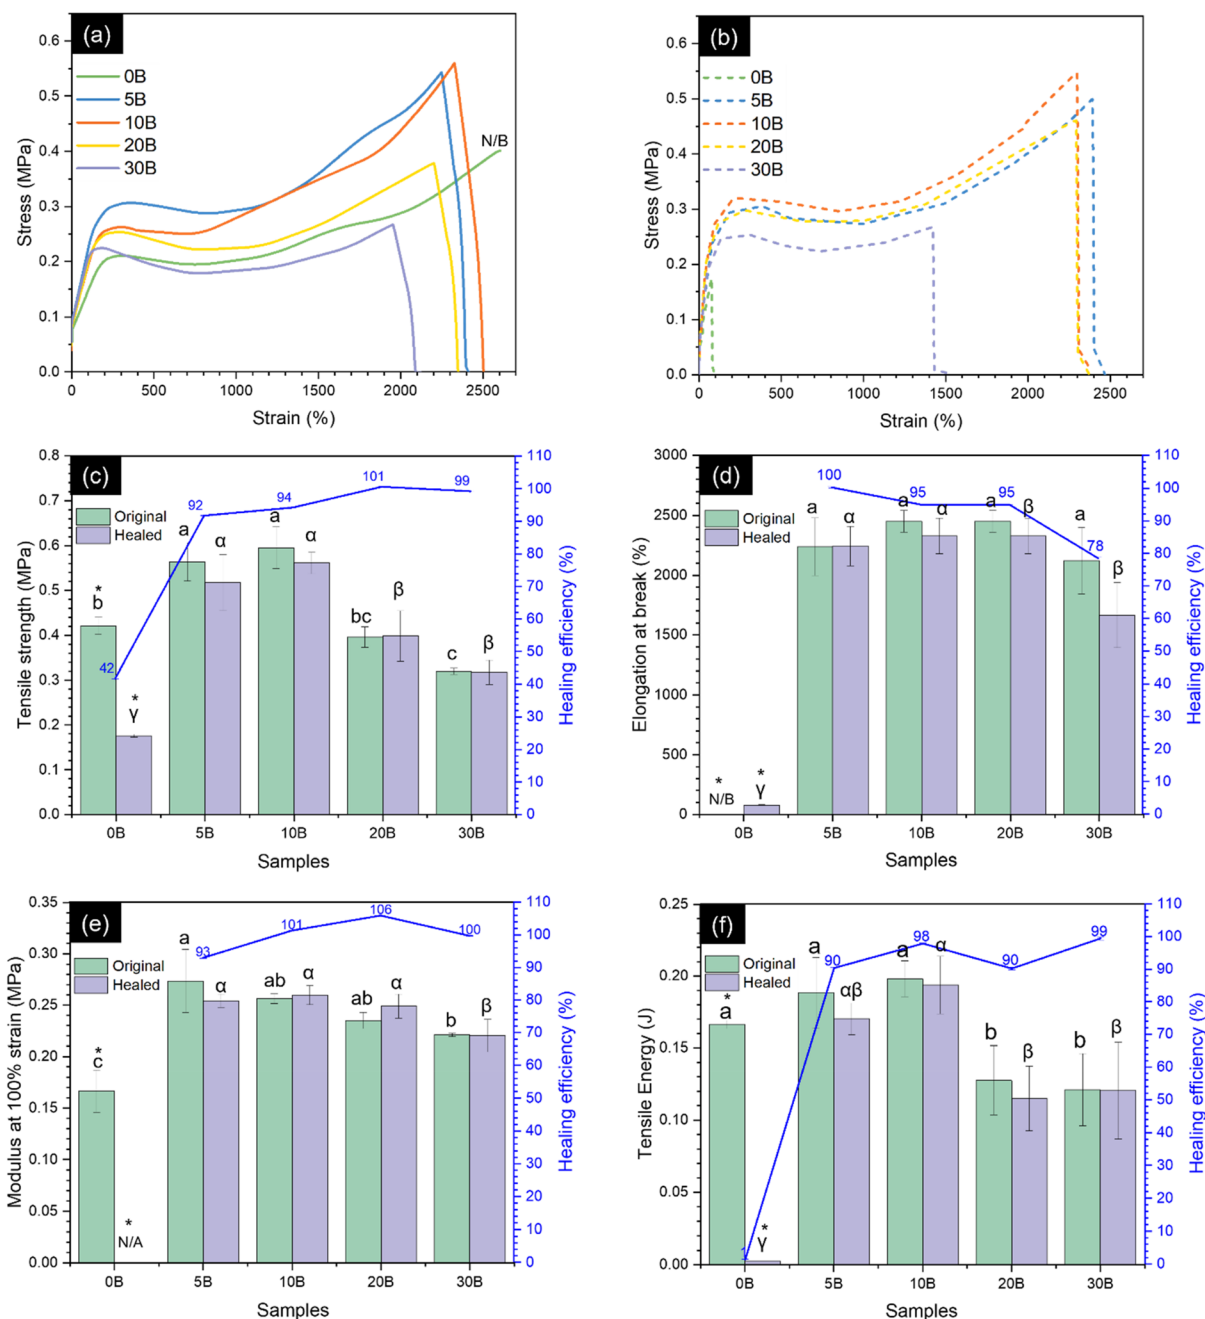 (a)
0B
5B
10B
20B
30B
N/B
0.6
0.5
0.4
0.3
0.2
0.1
0.0
Stress (MPa)
0 500 1000 1500 2000 2500
Strain (%)
(b)
0B
5B
10B
20B
30B
0.6
0.5
0.4
0.3
0.2
0.1
0.0
Stress (MPa)
0 500 1000 1500 2000 2500
Strain (%)
(c)
Original
Healed
0.8
0.7
0.6
0.5
0.4
0.3
0.2
0.1
0.0
Tensile strength (MPa)
42 92 94 101 99
* b * γ a α a α bc β c β
110
100
90
80
70
60
50
40
30
20
10
0
Healing efficiency (%)
0B 5B 10B 20B 30B
Samples
(d)
Original
Healed
3000
2500
2000
1500
1000
500
0
Elongation at break (%)
100 95 95 78
* N/B * γ a α a α a β a β
110
100
90
80
70
60
50
40
30
20
10
0
Healing efficiency (%)
0B 5B 10B 20B 30B
Samples
(e)
Original
Healed
0.35
0.30
0.25
0.20
0.15
0.10
0.05
0.00
Modulus at 100% strain (MPa)
93 101 106 100
* c * N/A a α ab α ab α b β
110
100
90
80
70
60
50
40
30
20
10
0
Healing efficiency (%)
0B 5B 10B 20B 30B
Samples
(f)
Original
Healed
0.25
0.20
0.15
0.10
0.05
0.00
Tensile Energy (J)
90 98 90 99
* a * γ a αβ a α b β b β
110
100
90
80
70
60
50
40
30
20
10
0
Healing efficiency (%)
0B 5B 10B 20B 30B
Samples